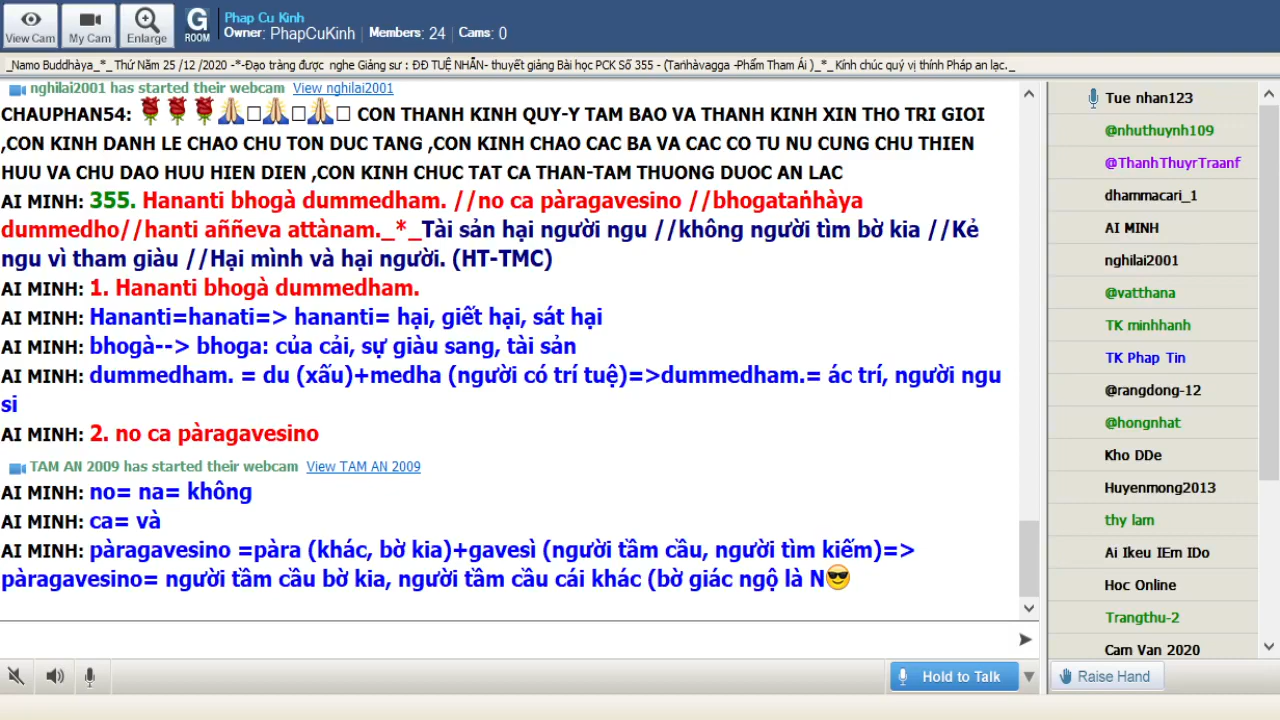 View Cam
My Cam
Enlarge
G
ROOM
Phap Cu Kinh
Owner: PhapCuKinh | Members: 24 | Cams: 0
_Namo Buddhàya_*_ Thứ Năm 25 /12 /2020 -*-Đạo tràng được nghe Giảng sư : ĐĐ TUỆ NHẪN- thuyết giảng Bài học PCK Số 355 - (Taṅhàvagga -Phẩm Tham Ái )_*_ Kính chúc quý vị thính Pháp an lạc._
nghilai2001 has started their webcam View nghilai2001
CHAUPHAN54: 🌹🌹🌹🙏□🙏□🙏□ CON THANH KINH QUY-Y TAM BAO VA THANH KINH XIN THO TRI GIOI
,CON KINH DANH LE CHAO CHU TON DUC TANG ,CON KINH CHAO CAC BA VA CAC CO TU NU CUNG CHU THIEN
HUU VA CHU DAO HUU HIEN DIEN ,CON KINH CHUC TAT CA THAN-TAM THUONG DUOC AN LAC
AI MINH: 355. Hananti bhogà dummedham. //no ca pàragavesino //bhogataṅhàya
dummedho//hanti aññeva attànam._*_Tài sản hại người ngu //không người tìm bờ kia //Kẻ
ngu vì tham giàu //Hại mình và hại người. (HT-TMC)
AI MINH: 1. Hananti bhogà dummedham.
AI MINH: Hananti=hanati=> hananti= hại, giết hại, sát hại
AI MINH: bhogà--> bhoga: của cải, sự giàu sang, tài sản
AI MINH: dummedham. = du (xấu)+medha (người có trí tuệ)=>dummedham.= ác trí, người ngu
si
AI MINH: 2. no ca pàragavesino
TAM AN 2009 has started their webcam View TAM AN 2009
AI MINH: no= na= không
AI MINH: ca= và
AI MINH: pàragavesino =pàra (khác, bờ kia)+gavesì (người tầm cầu, người tìm kiếm)=>
pàragavesino= người tầm cầu bờ kia, người tầm cầu cái khác (bờ giác ngộ là N😎
Hold to Talk
Tue nhan123
@nhuthuynh109
@ThanhThuyrTraanf
dhammacari_1
AI MINH
nghilai2001
@vatthana
TK minhhanh
TK Phap Tin
@rangdong-12
@hongnhat
Kho DDe
Huyenmong2013
thy lam
Ai Ikeu IEm IDo
Hoc Online
Trangthu-2
Cam Van 2020
Raise Hand